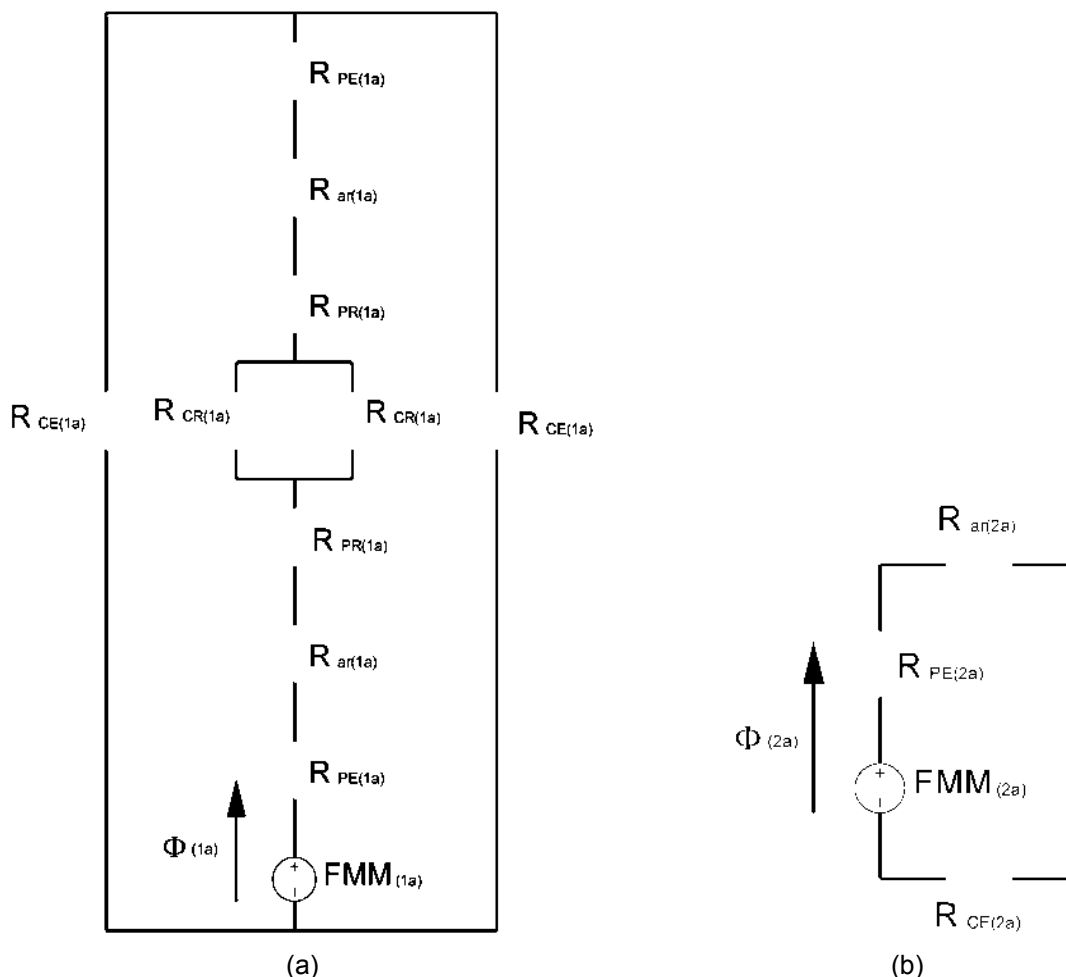 R PE(1a)
R ar(1a)
R PR(1a)
R CE(1a) R CR(1a) R CR(1a) R CE(1a)
R PR(1a)
R ar(1a)
R PE(1a)
Φ (1a)
+
−
FMM (1a)
(a)
R ar(2a)
R PE(2a)
Φ (2a)
+
−
FMM (2a)
R CE(2a)
(b)